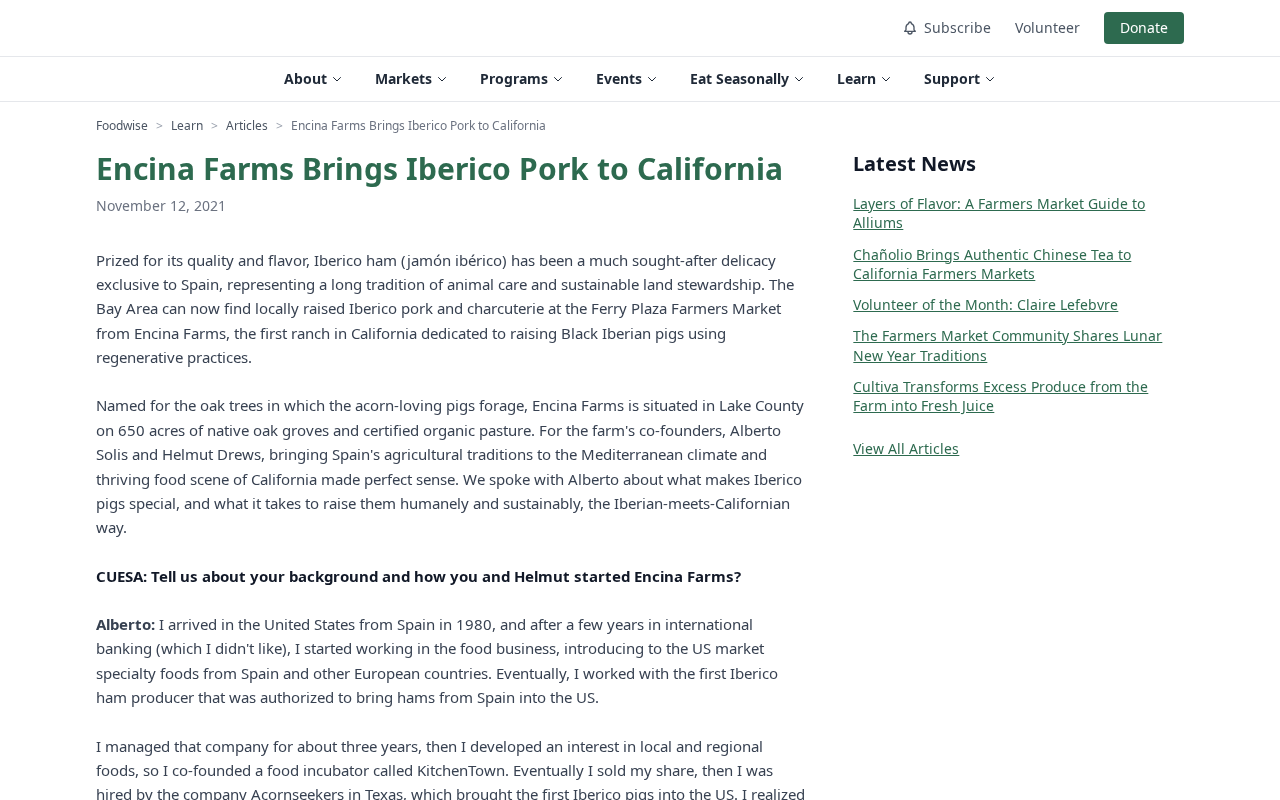 Subscribe Volunteer Donate
About Markets Programs Events Eat Seasonally Learn Support
Foodwise > Learn > Articles > Encina Farms Brings Iberico Pork to California
Encina Farms Brings Iberico Pork to California
November 12, 2021
Prized for its quality and flavor, Iberico ham (jamón ibérico) has been a much sought-after delicacy
exclusive to Spain, representing a long tradition of animal care and sustainable land stewardship. The
Bay Area can now find locally raised Iberico pork and charcuterie at the Ferry Plaza Farmers Market
from Encina Farms, the first ranch in California dedicated to raising Black Iberian pigs using
regenerative practices.
Named for the oak trees in which the acorn-loving pigs forage, Encina Farms is situated in Lake County
on 650 acres of native oak groves and certified organic pasture. For the farm's co-founders, Alberto
Solis and Helmut Drews, bringing Spain's agricultural traditions to the Mediterranean climate and
thriving food scene of California made perfect sense. We spoke with Alberto about what makes Iberico
pigs special, and what it takes to raise them humanely and sustainably, the Iberian-meets-Californian
way.
CUESA: Tell us about your background and how you and Helmut started Encina Farms?
Alberto: I arrived in the United States from Spain in 1980, and after a few years in international
banking (which I didn't like), I started working in the food business, introducing to the US market
specialty foods from Spain and other European countries. Eventually, I worked with the first Iberico
ham producer that was authorized to bring hams from Spain into the US.
I managed that company for about three years, then I developed an interest in local and regional
foods, so I co-founded a food incubator called KitchenTown. Eventually I sold my share, then I was
hired by the company Acornseekers in Texas, which brought the first Iberico pigs into the US. I realized
Latest News
Layers of Flavor: A Farmers Market Guide to
Alliums
Chañolio Brings Authentic Chinese Tea to
California Farmers Markets
Volunteer of the Month: Claire Lefebvre
The Farmers Market Community Shares Lunar
New Year Traditions
Cultiva Transforms Excess Produce from the
Farm into Fresh Juice
View All Articles